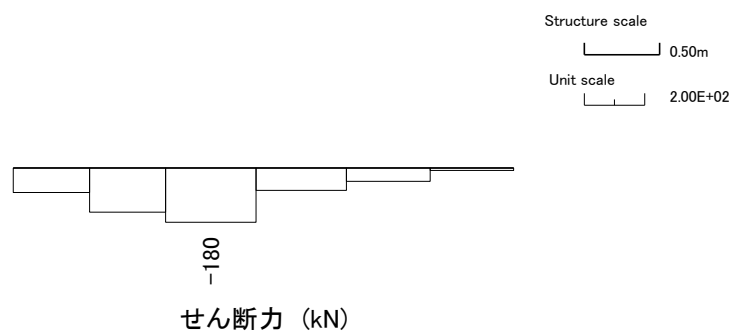 Structure scale
0.50m
Unit scale
2.00E+02
-180
せん断力 (kN)